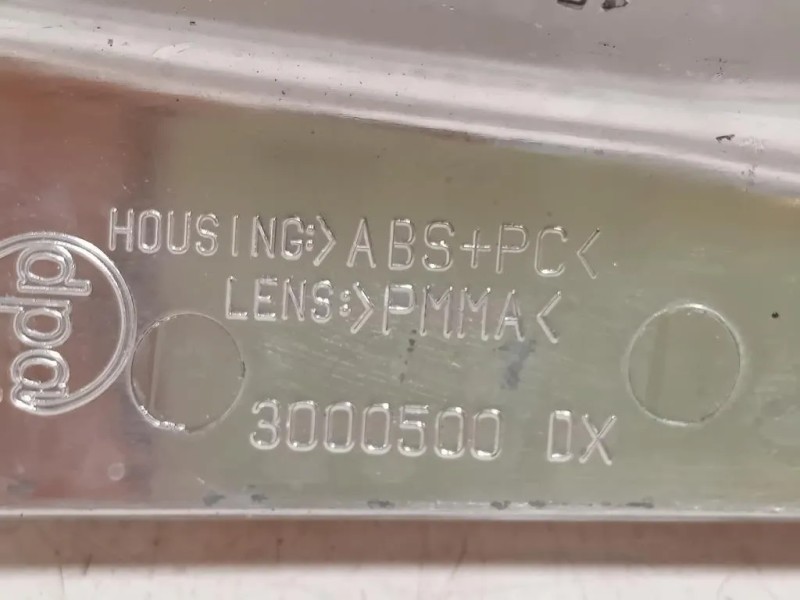 HOUSING:>ABS+PC<
LENS:>PMMA<
3000500 DX